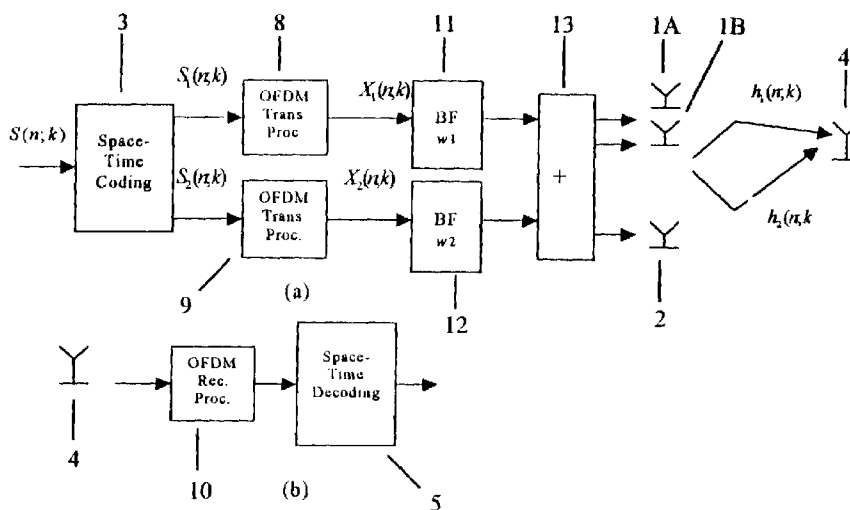 3
8
11
13
1A
1B
4
S(n;k)
Space-
Time
Coding
S₁(n;k)
OFDM
Trans
Proc
X₁(n;k)
BF
w1
+
h₁(n;k)
S₂(n;k)
OFDM
Trans
Proc.
X₂(n;k)
BF
w2
h₂(n;k
9
(a)
12
2
OFDM
Rec.
Proc.
Space-
Time
Decoding
4
10
(b)
5